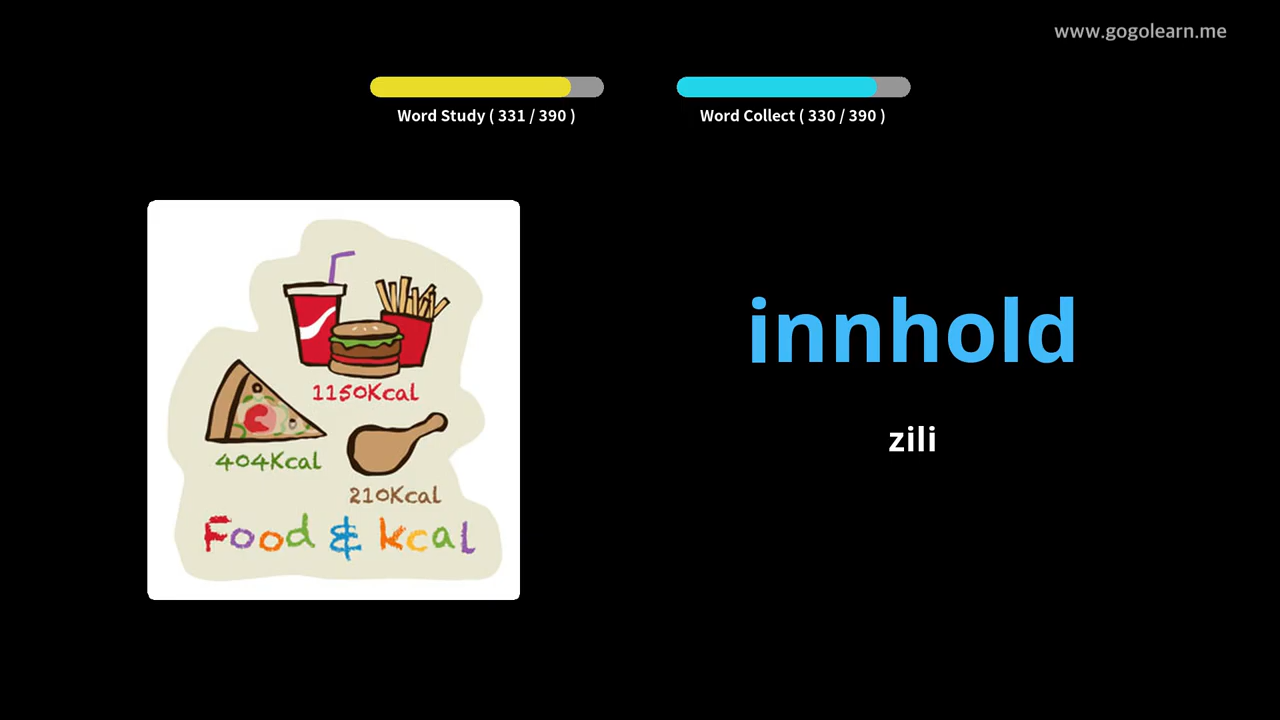 www.gogolearn.me
Word Study ( 331 / 390 )
Word Collect ( 330 / 390 )
1150Kcal
404Kcal
210Kcal
Food & kcal
innhold
zili